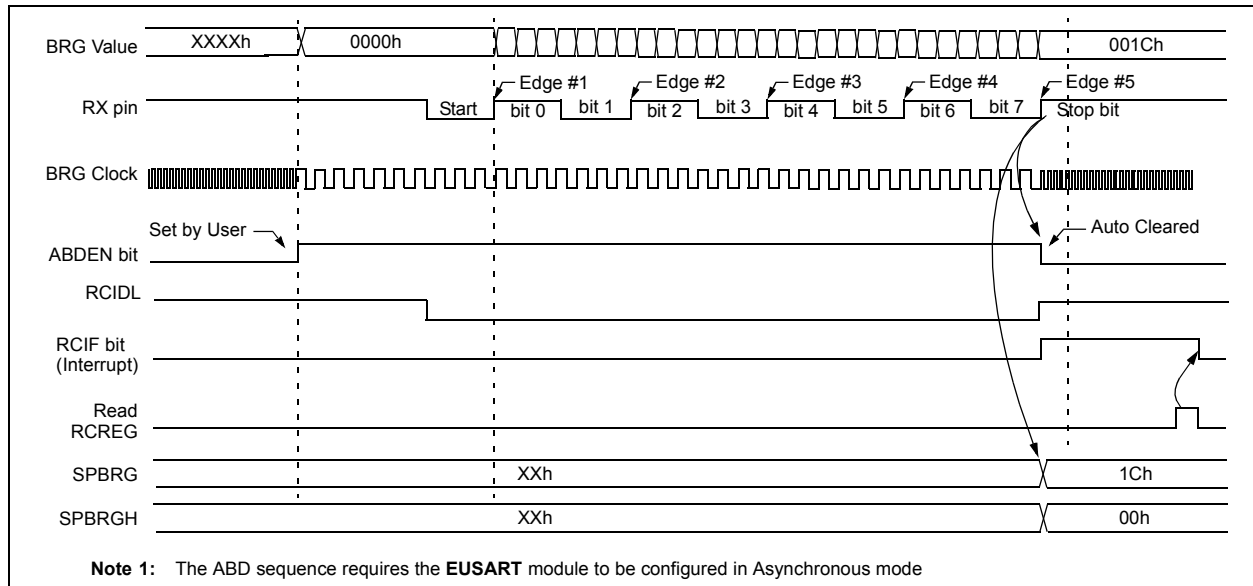 BRG Value XXXXh 0000h 001Ch
Edge #1 Edge #2 Edge #3 Edge #4 Edge #5
RX pin Start bit 0 bit 1 bit 2 bit 3 bit 4 bit 5 bit 6 bit 7 Stop bit
BRG Clock
Set by User Auto Cleared
ABDEN bit
RCIDL
RCIF bit
(Interrupt)
Read
RCREG
SPBRG XXh 1Ch
SPBRGH XXh 00h
Note 1: The ABD sequence requires the EUSART module to be configured in Asynchronous mode